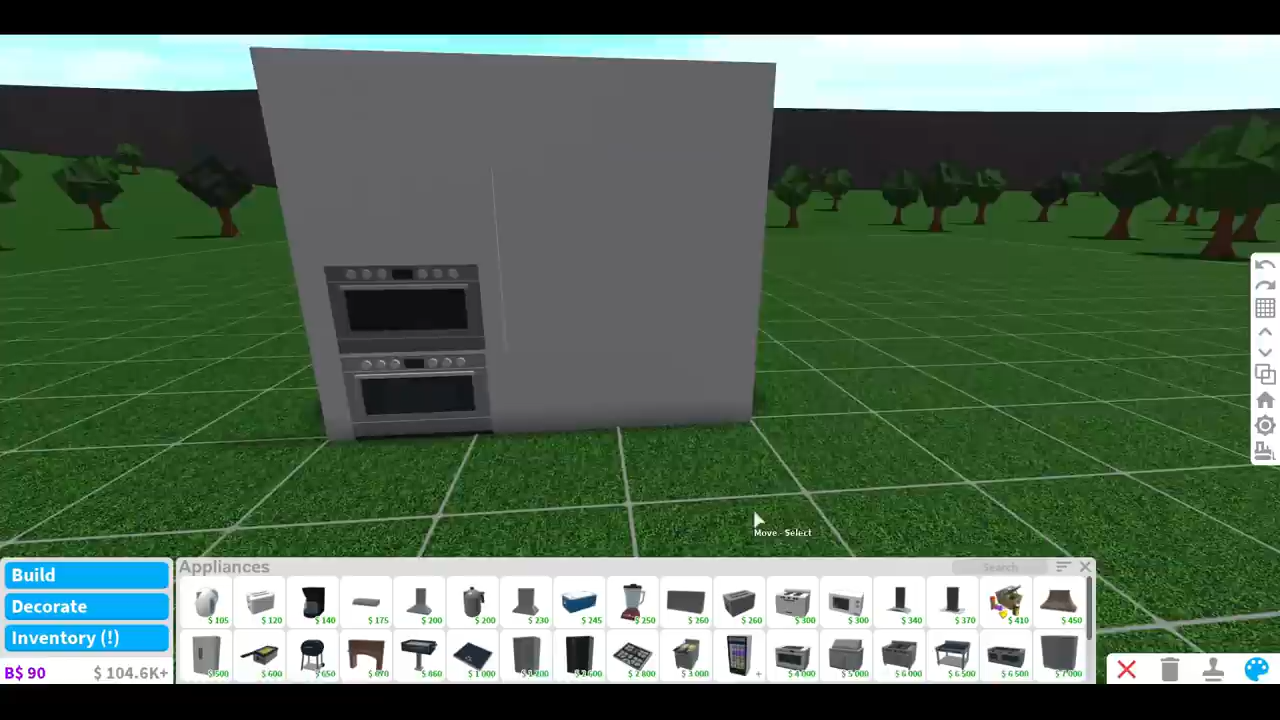 Move - Select
Build
Decorate
Inventory (!)
B$ 90
$ 104.6K+
Appliances
Search
$ 105
$ 120
$ 140
$ 175
$ 200
$ 200
$ 230
$ 245
$ 250
$ 260
$ 260
$ 300
$ 300
$ 340
$ 370
$ 410
$ 450
$ 600
$ 650
$ 860
$ 1 000
$ 2 800
$ 3 000
+
$ 4 000
$ 5 000
$ 6 000
$ 6 500
$ 6 500
$ 7 000